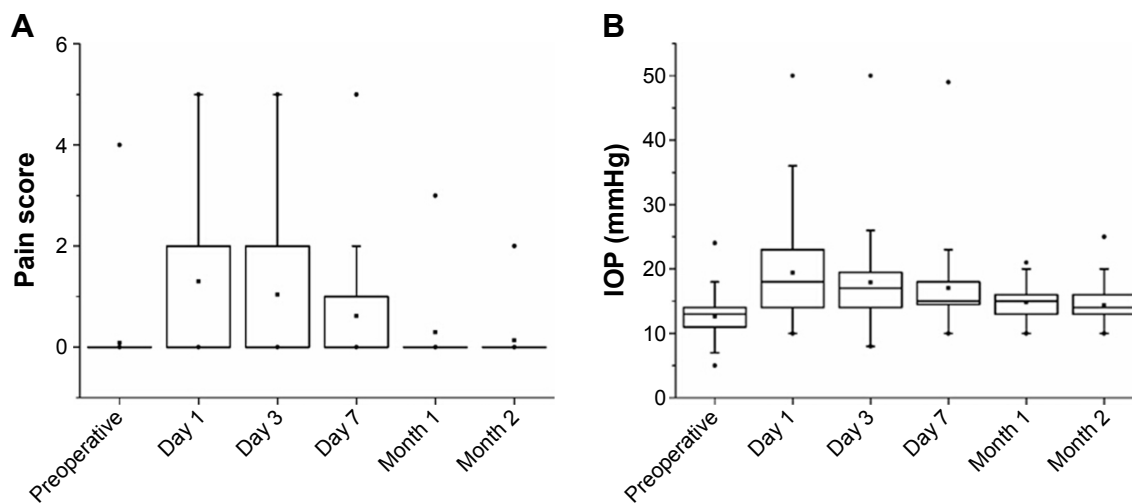 A
Pain score
6
4
2
0
Preoperative
Day 1
Day 3
Day 7
Month 1
Month 2
B
IOP (mmHg)
50
40
30
20
10
0
Preoperative
Day 1
Day 3
Day 7
Month 1
Month 2